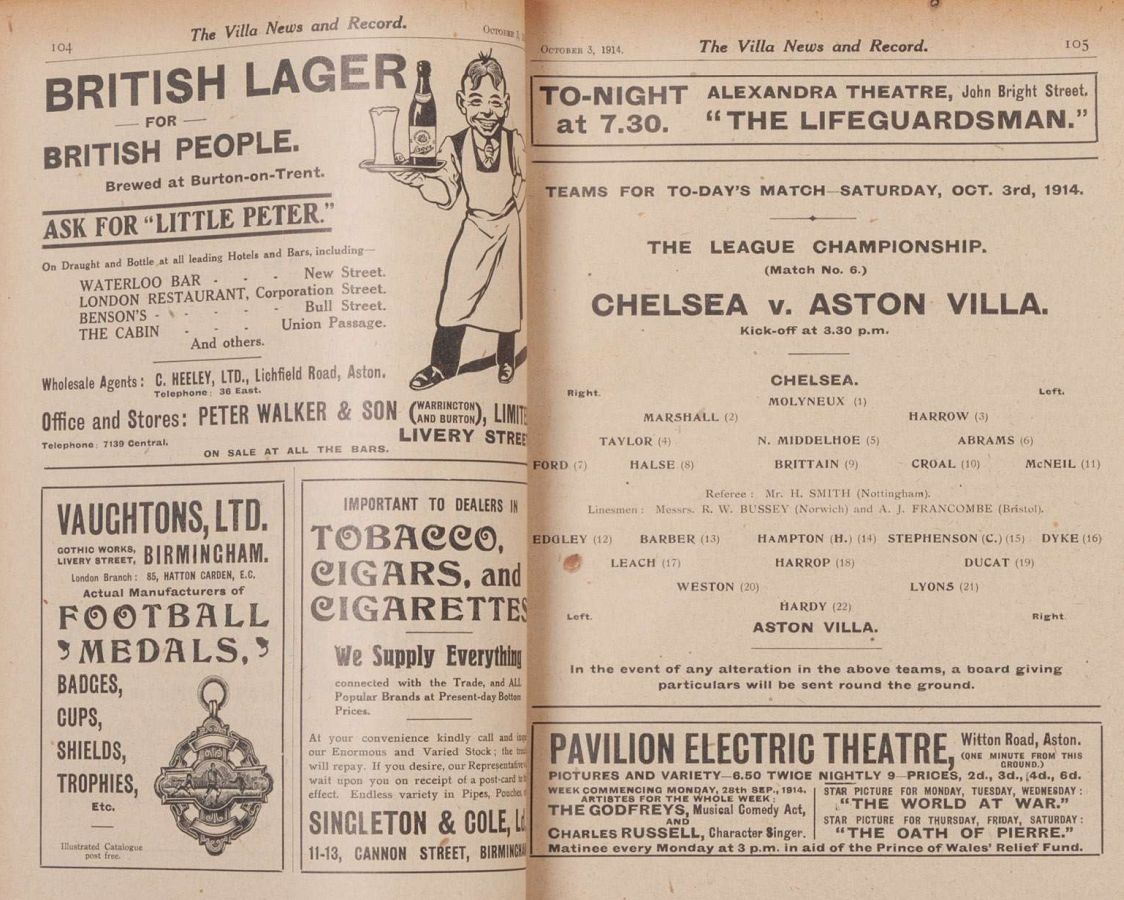 104
The Villa News and Record.
October 3,
BRITISH LAGER
— FOR —
BRITISH PEOPLE.
Brewed at Burton-on-Trent.
ASK FOR “LITTLE PETER.”
On Draught and Bottle at all leading Hotels and Bars, including—
WATERLOO BAR - - - New Street.
LONDON RESTAURANT, Corporation Street.
BENSON'S - - - - - Bull Street.
THE CABIN - - - - Union Passage.
And others.
Wholesale Agents: C. HEELEY, LTD., Lichfield Road, Aston.
Telephone: 36 East.
Office and Stores: PETER WALKER & SON (WARRINGTON AND BURTON), LIMITE
LIVERY STREE
Telephone: 7139 Central.
ON SALE AT ALL THE BARS.
VAUGHTONS, LTD.
GOTHIC WORKS,
LIVERY STREET, BIRMINGHAM.
London Branch: 85, HATTON GARDEN, E.C.
Actual Manufacturers of
FOOTBALL
MEDALS,
BADGES,
CUPS,
SHIELDS,
TROPHIES,
Etc.
Illustrated Catalogue
post free.
IMPORTANT TO DEALERS IN
TOBACCO,
CIGARS, and
CIGARETTES
We Supply Everything
connected with the Trade, and ALL
Popular Brands at Present-day Bottom
Prices.
At your convenience kindly call and
our Enormous and Varied Stock; the
will repay. If you desire, our Representative
wait upon you on receipt of a post-card to
effect. Endless variety in Pipes, Pouches,
SINGLETON & COLE, Ltd
11-13, CANNON STREET, BIRMINGHA
October 3, 1914.
The Villa News and Record.
105
TO-NIGHT at 7.30.
ALEXANDRA THEATRE, John Bright Street.
“THE LIFEGUARDSMAN.”
TEAMS FOR TO-DAY'S MATCH—SATURDAY, OCT. 3rd, 1914.
THE LEAGUE CHAMPIONSHIP.
(Match No. 6.)
CHELSEA v. ASTON VILLA.
Kick-off at 3.30 p.m.
CHELSEA.
Right. Left.
MOLYNEUX (1)
MARSHALL (2) HARROW (3)
TAYLOR (4) N. MIDDELHOE (5) ABRAMS (6)
FORD (7) HALSE (8) BRITTAIN (9) CROAL (10) McNEIL (11)
Referee: Mr. H. SMITH (Nottingham).
Linesmen: Messrs. R. W. BUSSEY (Norwich) and A. J. FRANCOMBE (Bristol).
EDGLEY (12) BARBER (13) HAMPTON (H.) (14) STEPHENSON (C.) (15) DYKE (16)
LEACH (17) HARROP (18) DUCAT (19)
WESTON (20) LYONS (21)
HARDY (22)
Left. Right.
ASTON VILLA.
In the event of any alteration in the above teams, a board giving
particulars will be sent round the ground.
PAVILION ELECTRIC THEATRE, Witton Road, Aston.
(ONE MINUTE FROM THIS GROUND.)
PICTURES AND VARIETY—6.50 TWICE NIGHTLY 9—PRICES, 2d., 3d., 4d., 6d.
WEEK COMMENCING MONDAY, 28th SEP., 1914.
ARTISTES FOR THE WHOLE WEEK:
THE GODFREYS, Musical Comedy Act,
AND
CHARLES RUSSELL, Character Singer.
STAR PICTURE FOR MONDAY, TUESDAY, WEDNESDAY:
“THE WORLD AT WAR.”
STAR PICTURE FOR THURSDAY, FRIDAY, SATURDAY:
“THE OATH OF PIERRE.”
Matinee every Monday at 3 p.m. in aid of the Prince of Wales' Relief Fund.